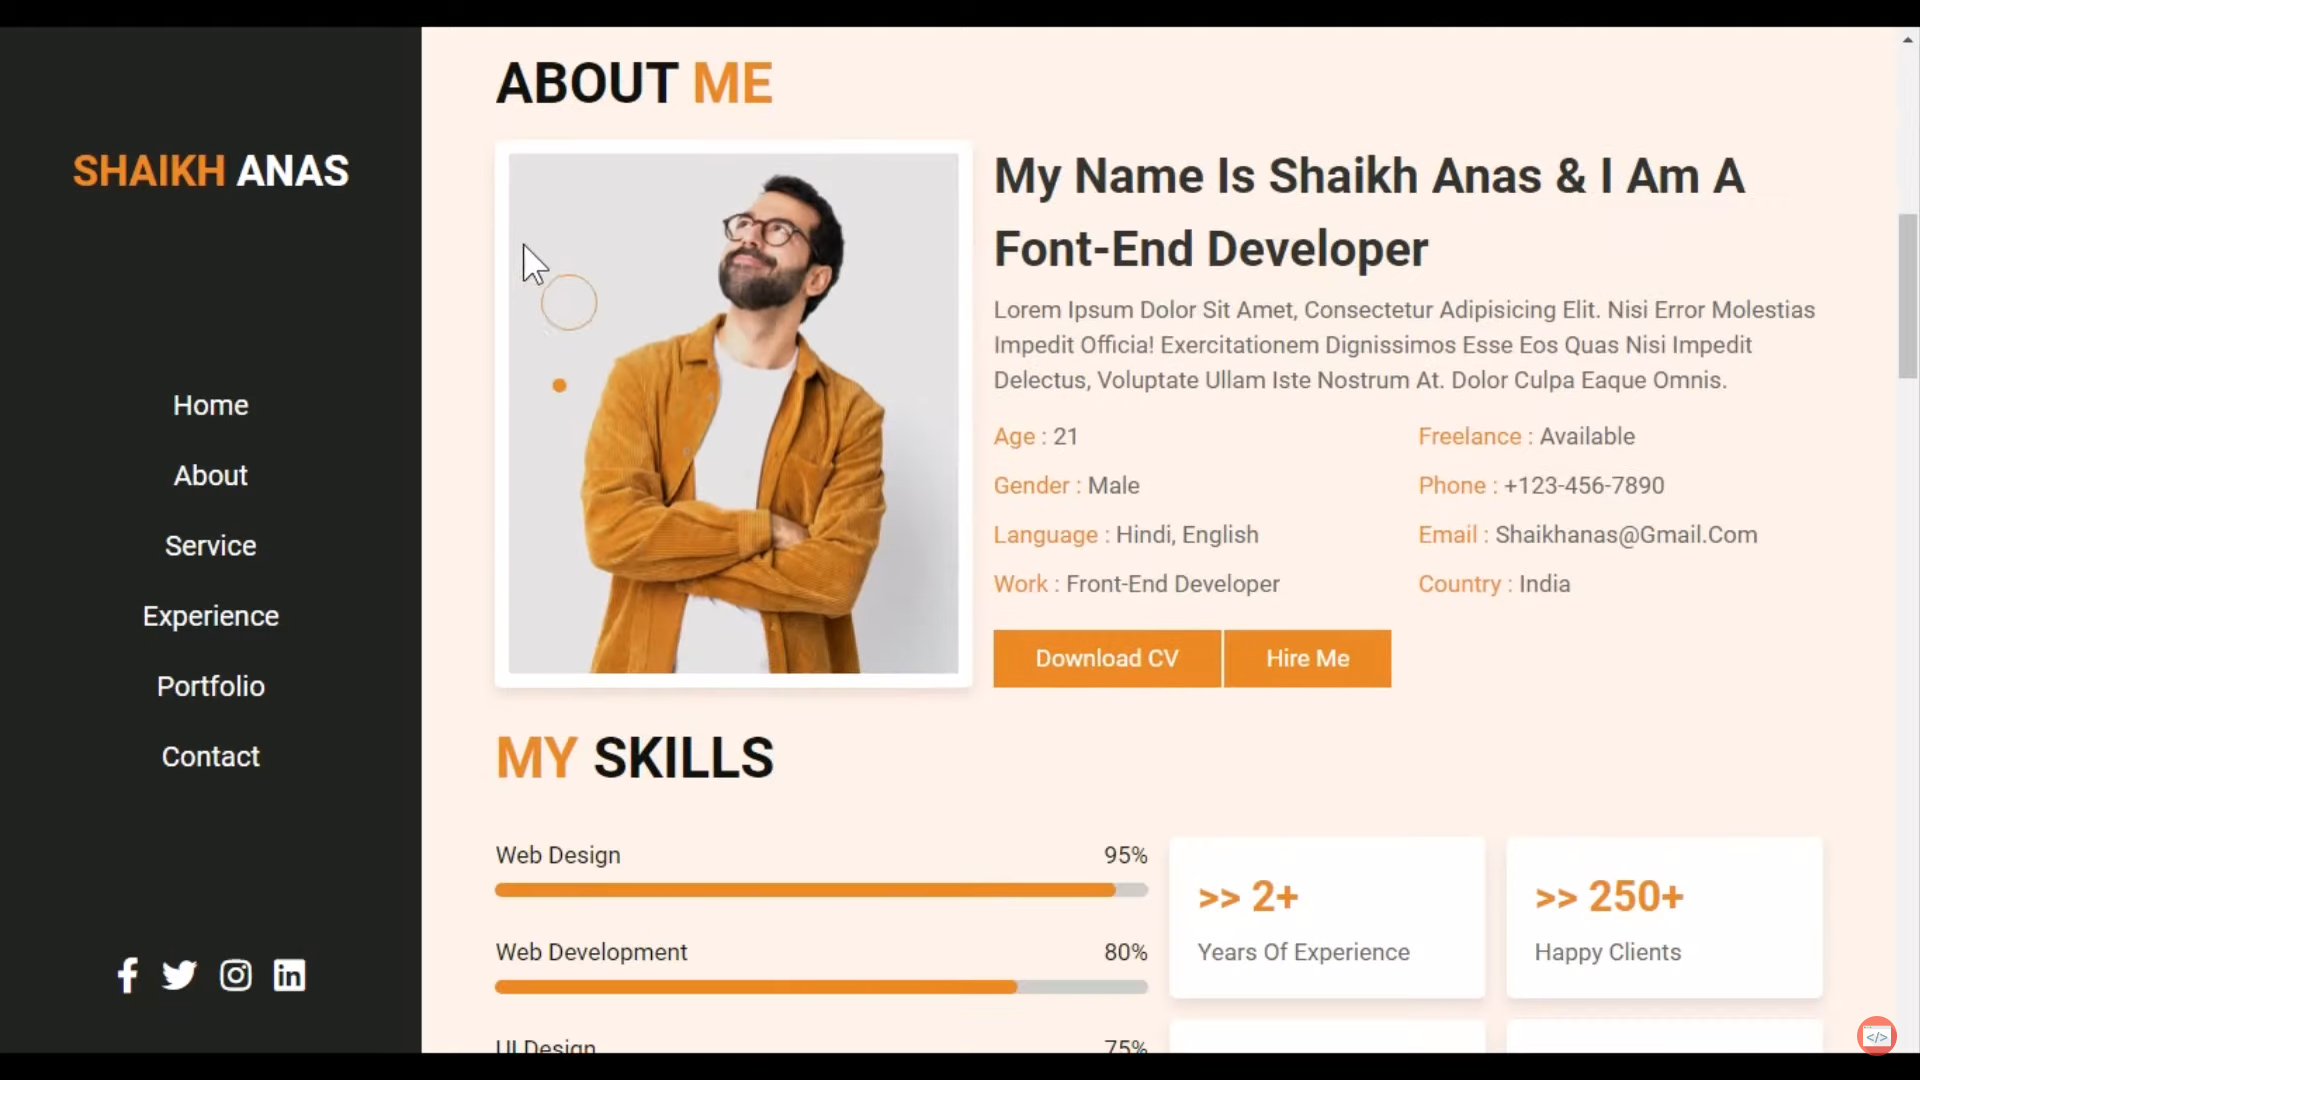 SHAIKH ANAS
Home
About
Service
Experience
Portfolio
Contact
ABOUT ME
My Name Is Shaikh Anas & I Am A
Font-End Developer
Lorem Ipsum Dolor Sit Amet, Consectetur Adipisicing Elit. Nisi Error Molestias
Impedit Officia! Exercitationem Dignissimos Esse Eos Quas Nisi Impedit
Delectus, Voluptate Ullam Iste Nostrum At. Dolor Culpa Eaque Omnis.
Age : 21
Freelance : Available
Gender : Male
Phone : +123-456-7890
Language : Hindi, English
Email : Shaikhanas@Gmail.Com
Work : Front-End Developer
Country : India
Download CV
Hire Me
MY SKILLS
Web Design 95%
Web Development 80%
UI Design 75%
>> 2+
Years Of Experience
>> 250+
Happy Clients
</>